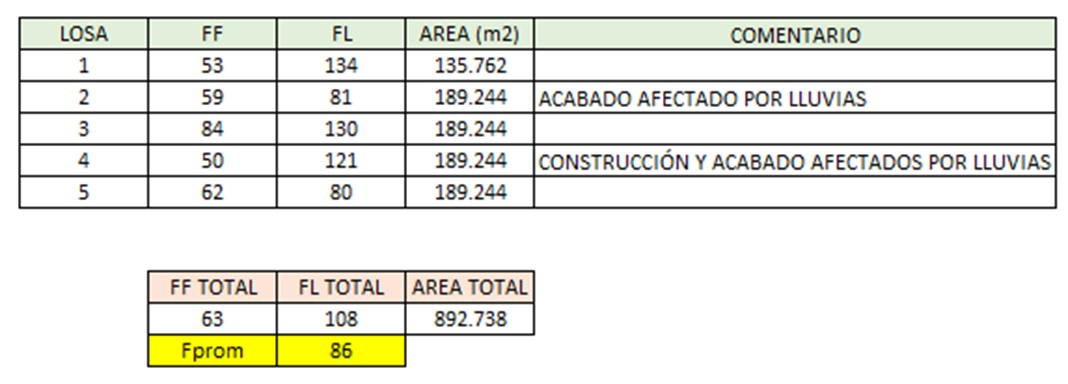 LOSA FF FL AREA (m2) COMENTARIO
1 53 134 135.762
2 59 81 189.244 ACABADO AFECTADO POR LLUVIAS
3 84 130 189.244
4 50 121 189.244 CONSTRUCCIÓN Y ACABADO AFECTADOS POR LLUVIAS
5 62 80 189.244
FF TOTAL FL TOTAL AREA TOTAL
63 108 892.738
Fprom 86